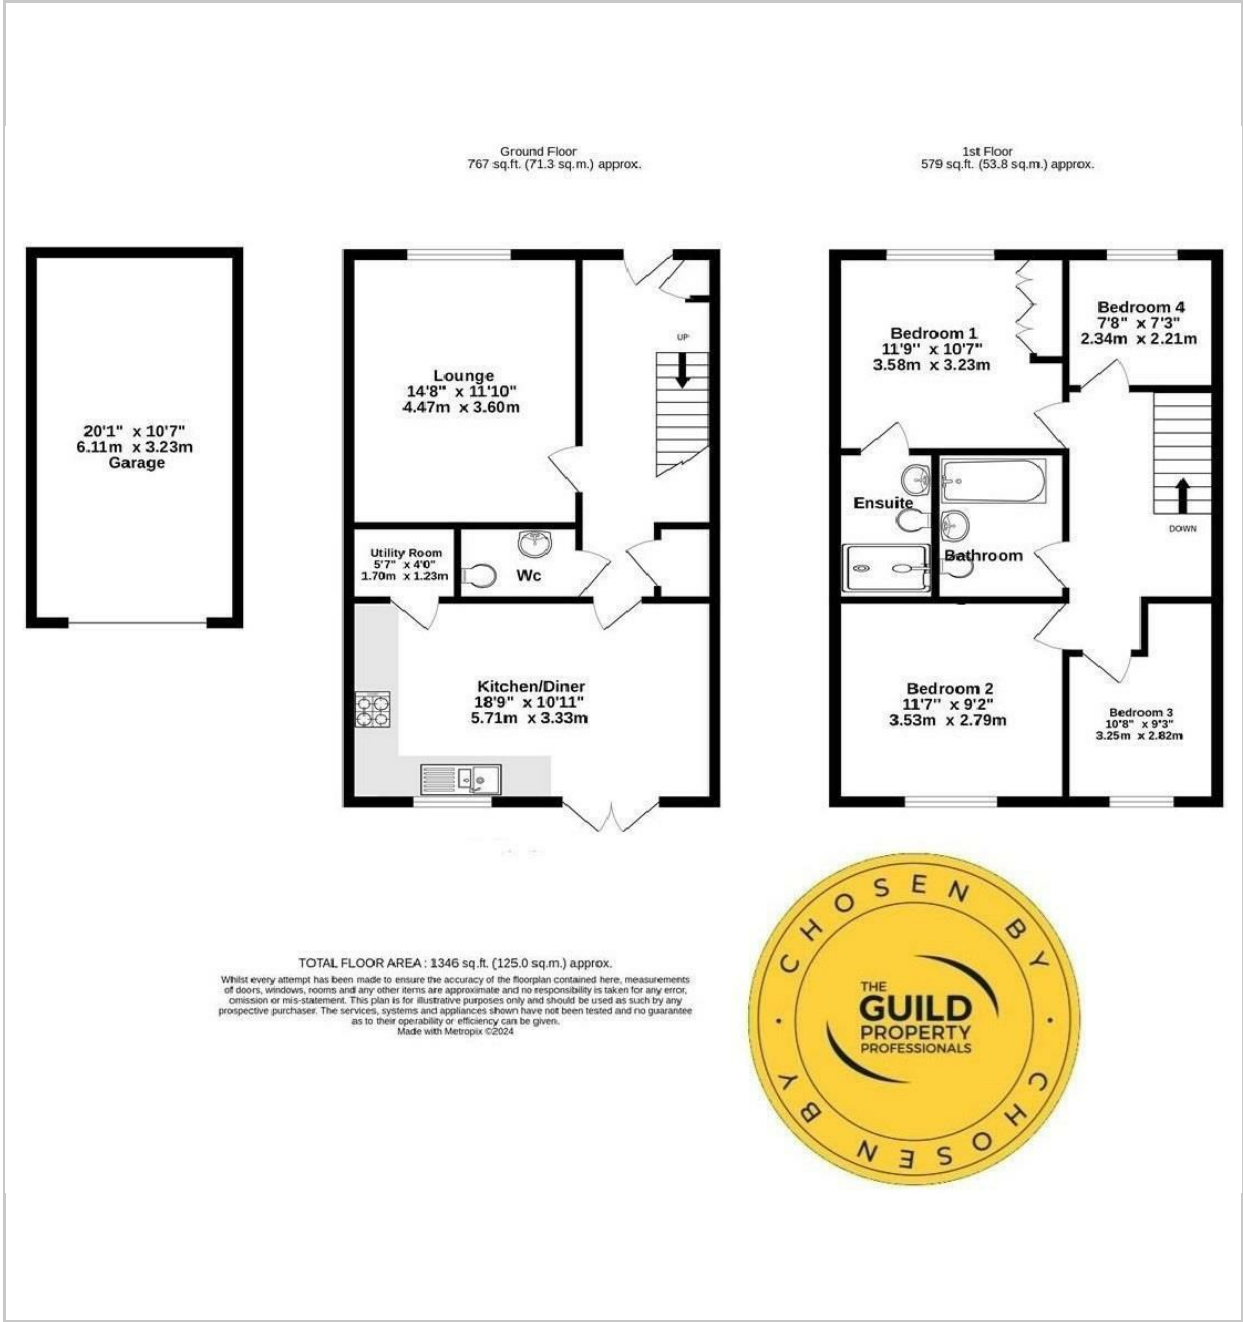 Ground Floor
767 sq.ft. (71.3 sq.m.) approx.
1st Floor
579 sq.ft. (53.8 sq.m.) approx.
20'1" x 10'7"
6.11m x 3.23m
Garage
Lounge
14'8" x 11'10"
4.47m x 3.60m
UP
Utility Room
5'7" x 4'0"
1.70m x 1.23m
Wc
Kitchen/Diner
18'9" x 10'11"
5.71m x 3.33m
Bedroom 1
11'9" x 10'7"
3.58m x 3.23m
Bedroom 4
7'8" x 7'3"
2.34m x 2.21m
Ensuite
Bathroom
DOWN
Bedroom 2
11'7" x 9'2"
3.53m x 2.79m
Bedroom 3
10'8" x 9'3"
3.25m x 2.82m
TOTAL FLOOR AREA : 1346 sq.ft. (125.0 sq.m.) approx.
Whilst every attempt has been made to ensure the accuracy of the floorplan contained here, measurements
of doors, windows, rooms and any other items are approximate and no responsibility is taken for any error,
omission or mis-statement. This plan is for illustrative purposes only and should be used as such by any
prospective purchaser. The services, systems and appliances shown have not been tested and no guarantee
as to their operability or efficiency can be given.
Made with Metropix ©2024
CHOSEN BY
THE
GUILD
PROPERTY
PROFESSIONALS
CHOSEN BY